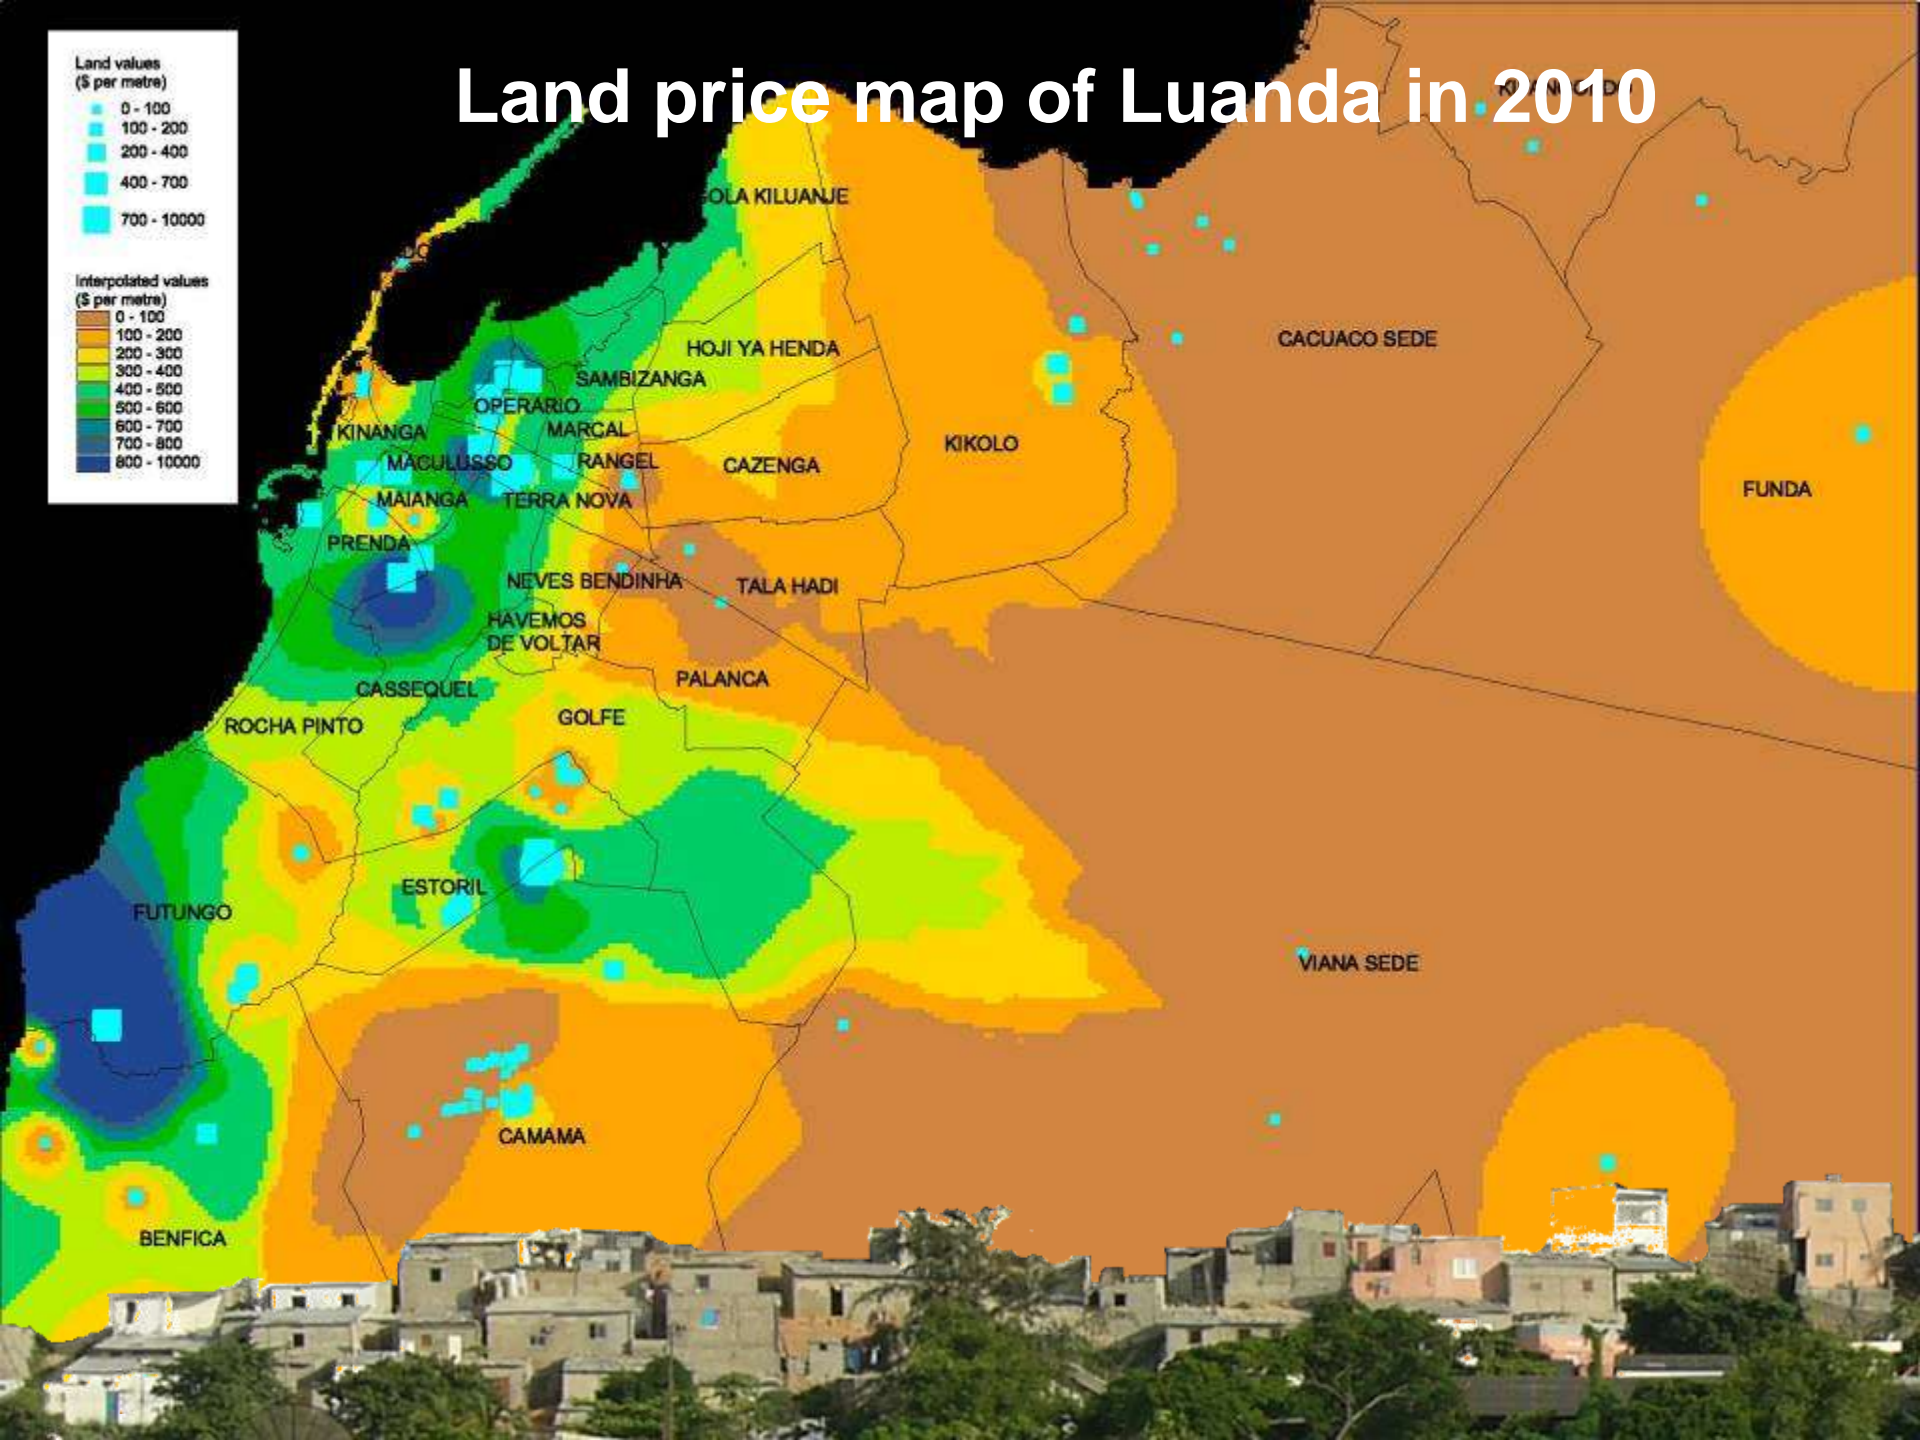 Land price map of Luanda in 2010
Land values
($ per metre)
0 - 100
100 - 200
200 - 400
400 - 700
700 - 10000
Interpolated values
($ per metre)
0 - 100
100 - 200
200 - 300
300 - 400
400 - 500
500 - 600
600 - 700
700 - 800
800 - 10000
OLA KILUANJE
HOJI YA HENDA
CACUACO SEDE
SAMBIZANGA
OPERARIO
KINANGA
MARCAL
KIKOLO
MACULUSSO
RANGEL
CAZENGA
FUNDA
MAIANGA
TERRA NOVA
PRENDA
NEVES BENDINHA
TALA HADI
HAVEMOS
DE VOLTAR
PALANCA
CASSEQUEL
GOLFE
ROCHA PINTO
ESTORIL
FUTUNGO
VIANA SEDE
CAMAMA
BENFICA